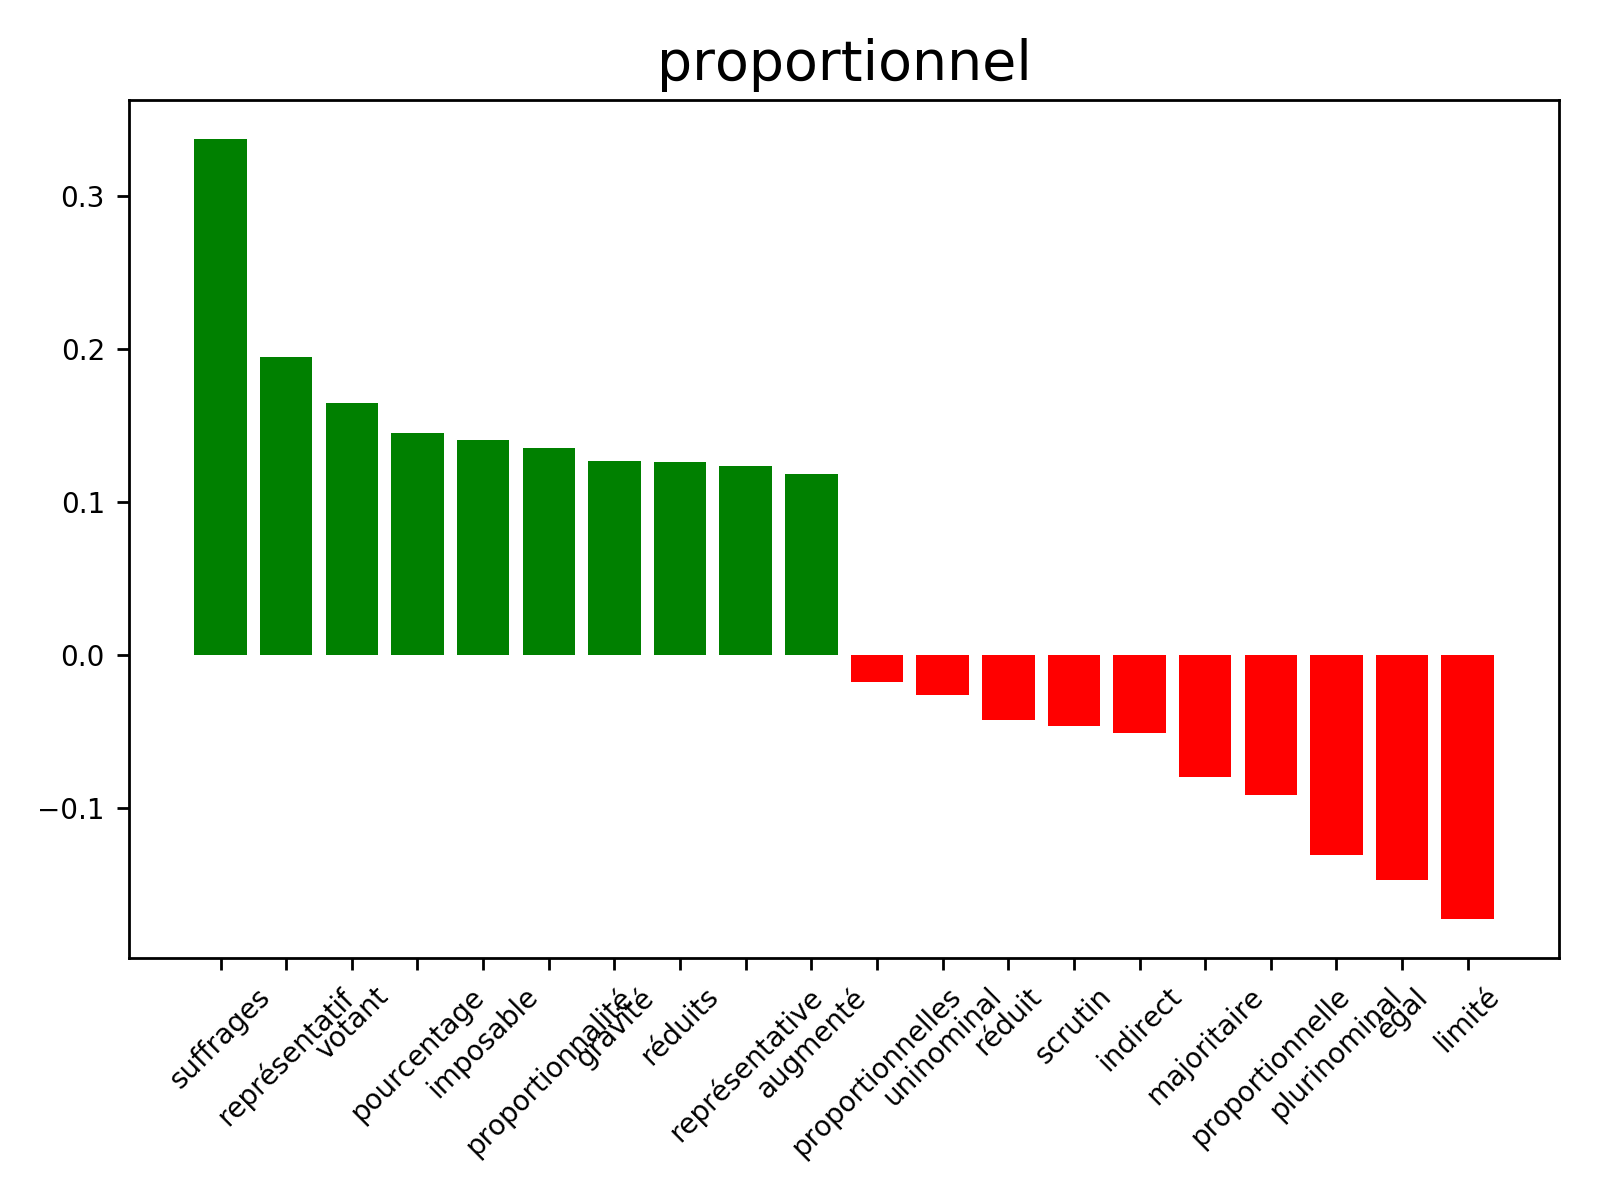 proportionnel
0.3
0.2
0.1
0.0
−0.1
suffrages
représentatif
votant
pourcentage
imposable
proportionnalité
gravité
réduits
représentative
augmenté
proportionnelles
uninominal
réduit
scrutin
indirect
majoritaire
proportionnelle
plurinominal
égal
limité